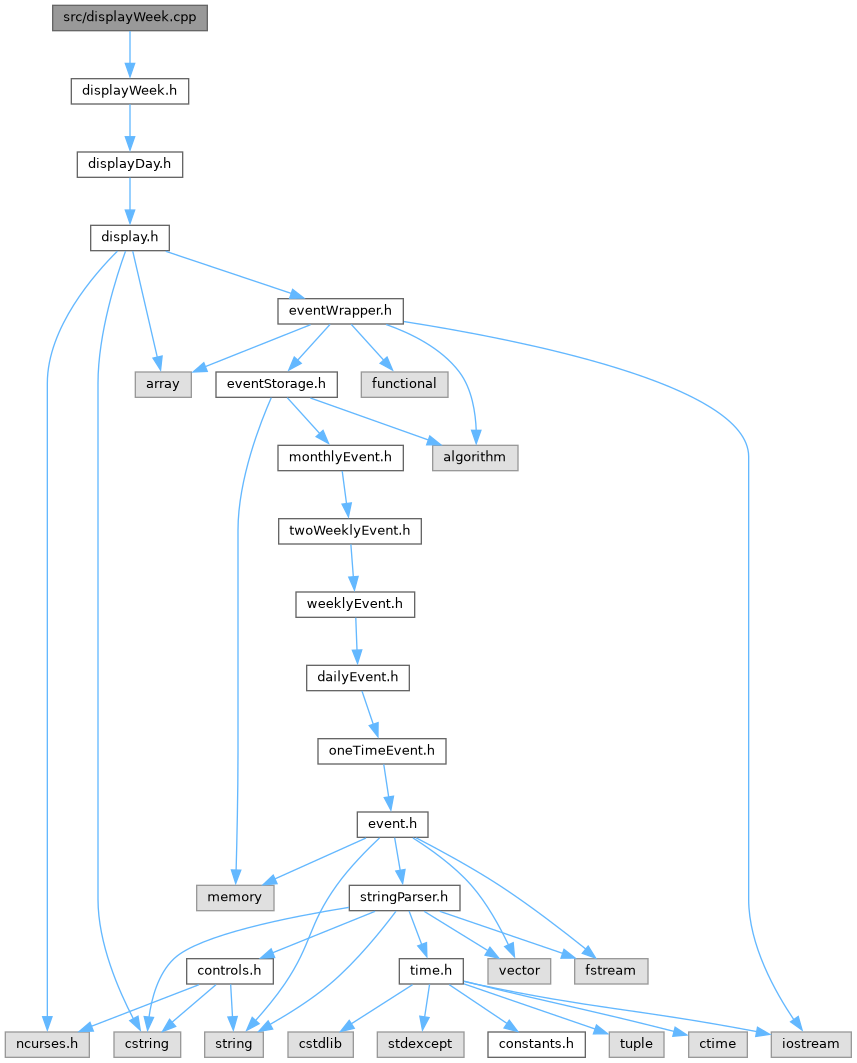 src/displayWeek.cpp
displayWeek.h
displayDay.h
display.h
eventWrapper.h
array
eventStorage.h
functional
monthlyEvent.h
algorithm
twoWeeklyEvent.h
weeklyEvent.h
dailyEvent.h
oneTimeEvent.h
event.h
memory
stringParser.h
controls.h
time.h
vector
fstream
ncurses.h
cstring
string
cstdlib
stdexcept
constants.h
tuple
ctime
iostream